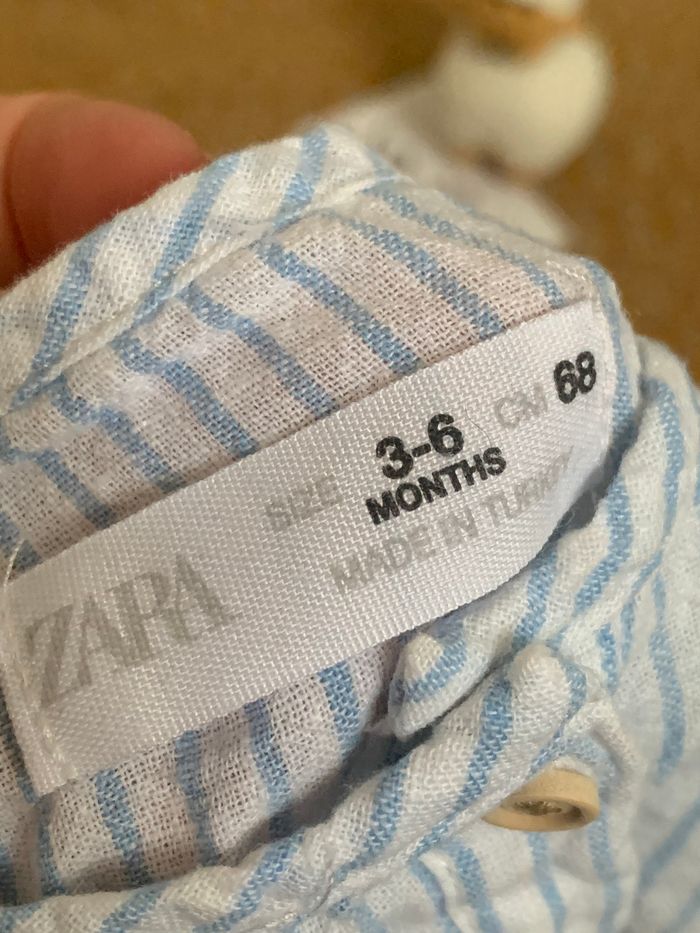 ZARA
SIZE 3-6 MONTHS CM 68
MADE IN TURKEY